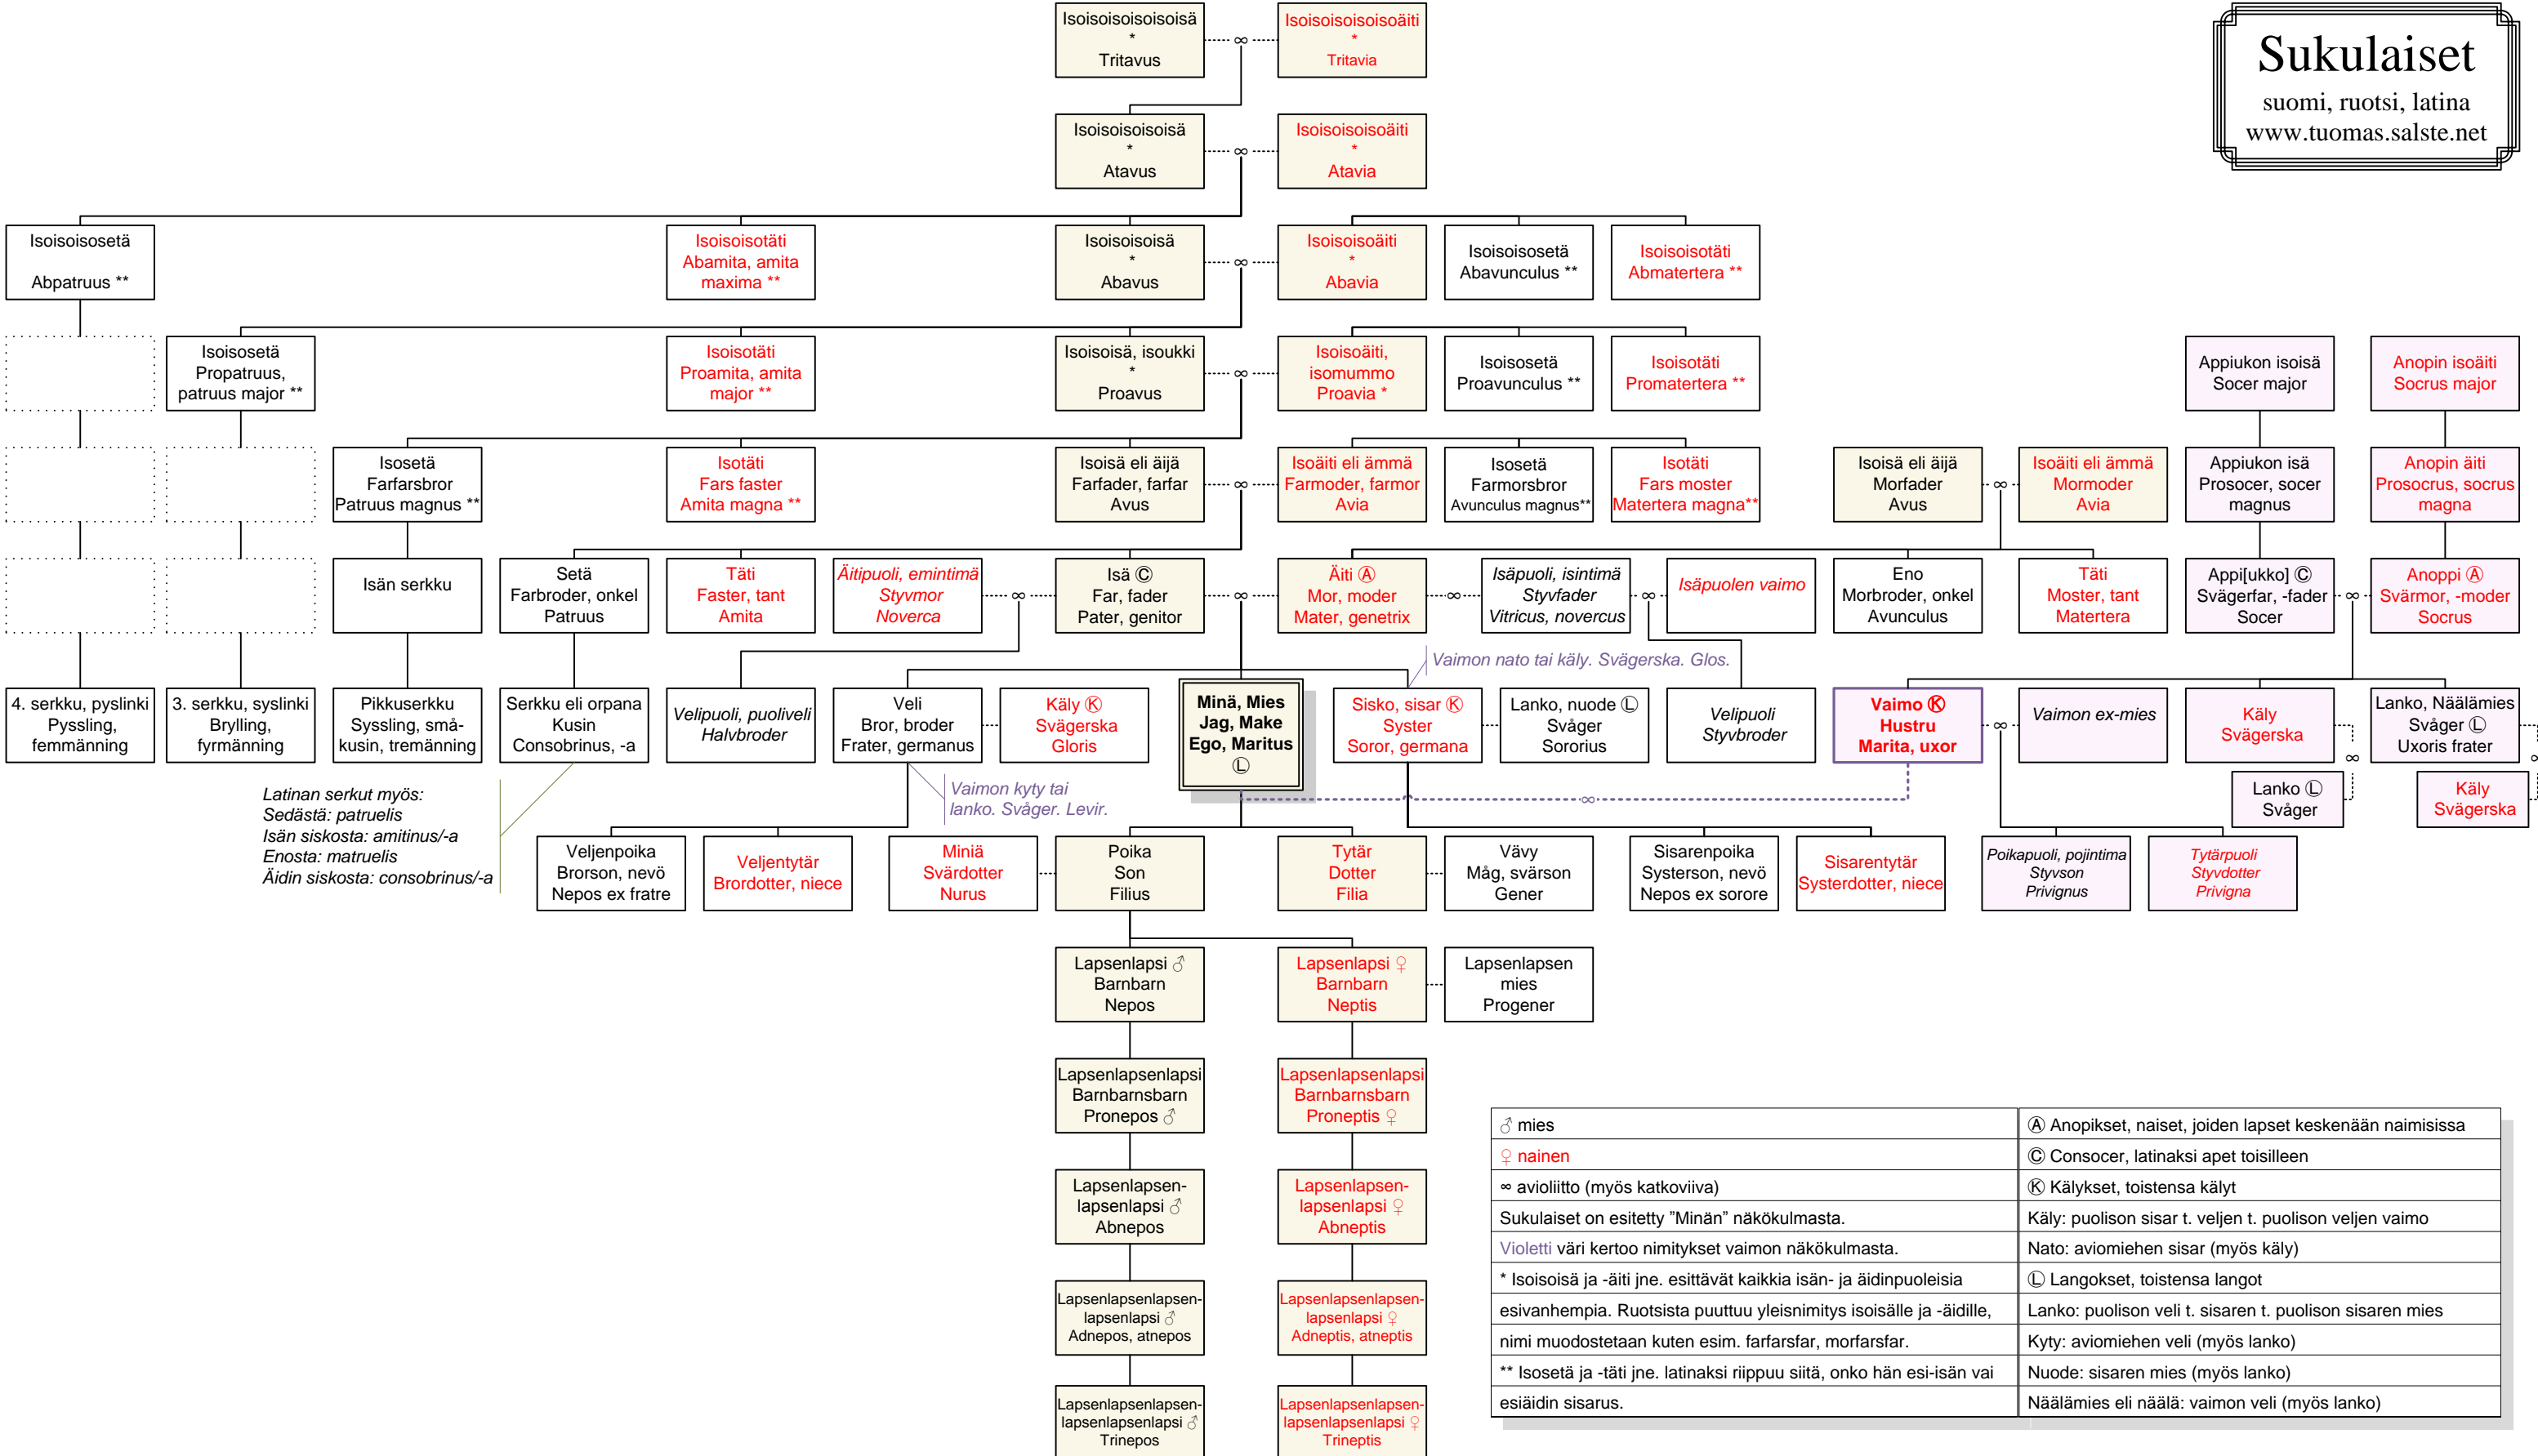 Sukulaiset
suomi, ruotsi, latina
www.tuomas.salste.net
Isoisoisoisoisoisä
*
Tritavus
∞
Isoisoisoisoisoäiti
*
Tritavia
Isoisoisoisoisä
*
Atavus
∞
Isoisoisoisoäiti
*
Atavia
Isoisoisosetä
Abpatruus **
Isoisoisotäti
Abamita, amita
maxima **
Isoisoisoisä
*
Abavus
∞
Isoisoisoäiti
*
Abavia
Isoisoisosetä
Abavunculus **
Isoisoisotäti
Abmatertera **
Isoisosetä
Propatruus,
patruus major **
Isoisotäti
Proamita, amita
major **
Isoisoisä, isoukki
*
Proavus
∞
Isoisoäiti,
isomummo
Proavia *
Isoisosetä
Proavunculus **
Isoisotäti
Promatertera **
Appiukon isoisä
Socer major
Anopin isoäiti
Socrus major
Isosetä
Farfarsbror
Patruus magnus **
Isotäti
Fars faster
Amita magna **
Isoisä eli äijä
Farfader, farfar
Avus
∞
Isoäiti eli ämmä
Farmoder, farmor
Avia
Isosetä
Farmorsbror
Avunculus magnus**
Isotäti
Fars moster
Matertera magna**
Isoisä eli äijä
Morfader
Avus
∞
Isoäiti eli ämmä
Mormoder
Avia
Appiukon isä
Prosocer, socer
magnus
Anopin äiti
Prosocrus, socrus
magna
Isän serkku
Setä
Farbroder, onkel
Patruus
Täti
Faster, tant
Amita
Äitipuoli, emintimä
Styvmor
Noverca
∞
Isä Ⓒ
Far, fader
Pater, genitor
∞
Äiti Ⓐ
Mor, moder
Mater, genetrix
∞
Isäpuoli, isintimä
Styvfader
Vitricus, novercus
∞
Isäpuolen vaimo
Eno
Morbroder, onkel
Avunculus
Täti
Moster, tant
Matertera
Appi[ukko] Ⓒ
Svägerfar, -fader
Socer
∞
Anoppi Ⓐ
Svärmor, -moder
Socrus
Vaimon nato tai käly. Svägerska. Glos.
4. serkku, pyslinki
Pyssling,
femmänning
3. serkku, syslinki
Brylling,
fyrmänning
Pikkuserkku
Syssling, små-
kusin, tremänning
Serkku eli orpana
Kusin
Consobrinus, -a
Velipuoli, puoliveli
Halvbroder
Veli
Bror, broder
Frater, germanus
Käly Ⓚ
Svägerska
Gloris
Minä, Mies
Jag, Make
Ego, Maritus
Ⓛ
Sisko, sisar Ⓚ
Syster
Soror, germana
Lanko, nuode Ⓛ
Svåger
Sororius
Velipuoli
Styvbroder
Vaimo Ⓚ
Hustru
Marita, uxor
∞
Vaimon ex-mies
Käly
Svägerska
∞
Lanko Ⓛ
Svåger
Lanko, Näälämies
Svåger Ⓛ
Uxoris frater
∞
Käly
Svägerska
Latinan serkut myös:
Sedästä: patruelis
Isän siskosta: amitinus/-a
Enosta: matruelis
Äidin siskosta: consobrinus/-a
Vaimon kyty tai
lanko. Svåger. Levir.
∞
Veljenpoika
Brorson, nevö
Nepos ex fratre
Veljentytär
Brordotter, niece
Miniä
Svärdotter
Nurus
Poika
Son
Filius
Tytär
Dotter
Filia
Vävy
Måg, svärson
Gener
Sisarenpoika
Systerson, nevö
Nepos ex sorore
Sisarentytär
Systerdotter, niece
Poikapuoli, pojintima
Styvson
Privignus
Tytärpuoli
Styvdotter
Privigna
Lapsenlapsi ♂
Barnbarn
Nepos
Lapsenlapsi ♀
Barnbarn
Neptis
Lapsenlapsen
mies
Progener
Lapsenlapsenlapsi
Barnbarnsbarn
Pronepos ♂
Lapsenlapsenlapsi
Barnbarnsbarn
Proneptis ♀
Lapsenlapsen-
lapsenlapsi ♂
Abnepos
Lapsenlapsen-
lapsenlapsi ♀
Abneptis
Lapsenlapsenlapsen-
lapsenlapsi ♂
Adnepos, atnepos
Lapsenlapsenlapsen-
lapsenlapsi ♀
Adneptis, atneptis
Lapsenlapsenlapsen-
lapsenlapsenlapsi ♂
Trinepos
Lapsenlapsenlapsen-
lapsenlapsenlapsi ♀
Trineptis
♂ mies
♀ nainen
∞ avioliitto (myös katkoviiva)
Sukulaiset on esitetty ”Minän” näkökulmasta.
Violetti väri kertoo nimitykset vaimon näkökulmasta.
* Isoisoisä ja -äiti jne. esittävät kaikkia isän- ja äidinpuoleisia
esivanhempia. Ruotsista puuttuu yleisnimitys isoisälle ja -äidille,
nimi muodostetaan kuten esim. farfarsfar, morfarsfar.
** Isosetä ja -täti jne. latinaksi riippuu siitä, onko hän esi-isän vai
esiäidin sisarus.
Ⓐ Anopikset, naiset, joiden lapset keskenään naimisissa
Ⓒ Consocer, latinaksi apet toisilleen
Ⓚ Kälykset, toistensa kälyt
Käly: puolison sisar t. veljen t. puolison veljen vaimo
Nato: aviomiehen sisar (myös käly)
Ⓛ Langokset, toistensa langot
Lanko: puolison veli t. sisaren t. puolison sisaren mies
Kyty: aviomiehen veli (myös lanko)
Nuode: sisaren mies (myös lanko)
Näälämies eli näälä: vaimon veli (myös lanko)